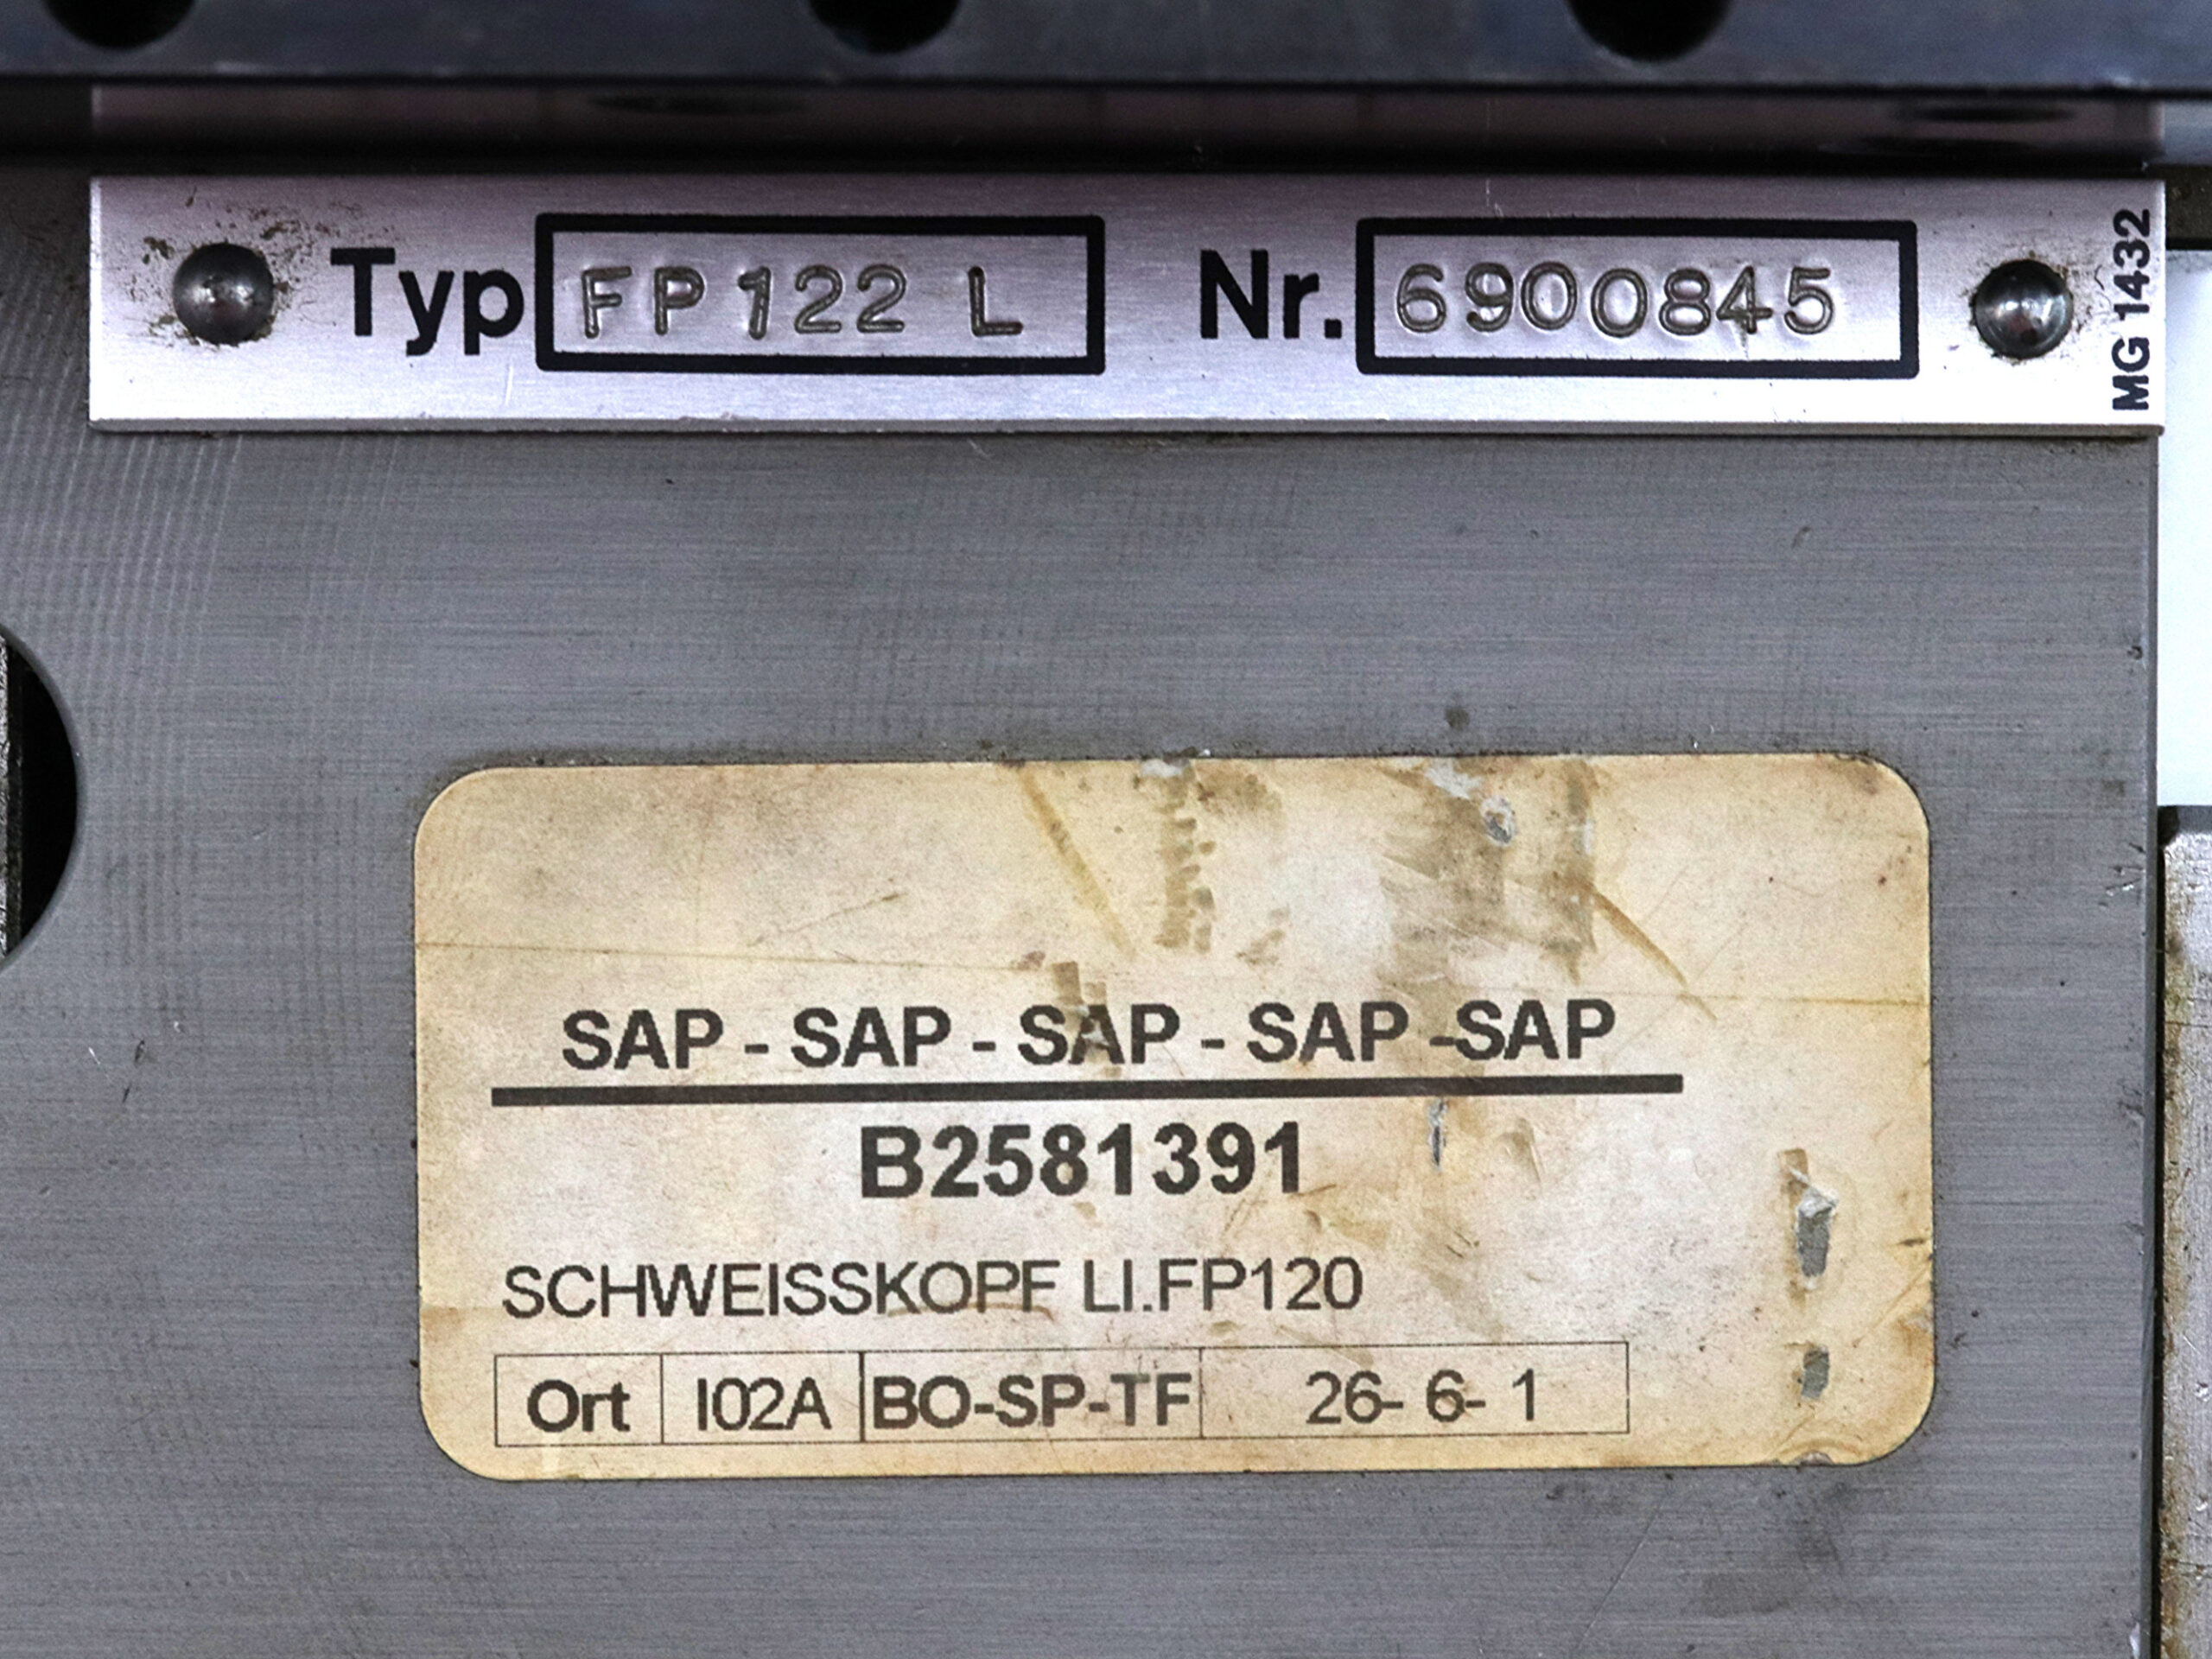 Typ FP 122 L Nr. 6900845
MG 1432
SAP - SAP - SAP - SAP -SAP
B2581391
SCHWEISSKOPF LI.FP120
Ort I02A BO-SP-TF 26- 6- 1